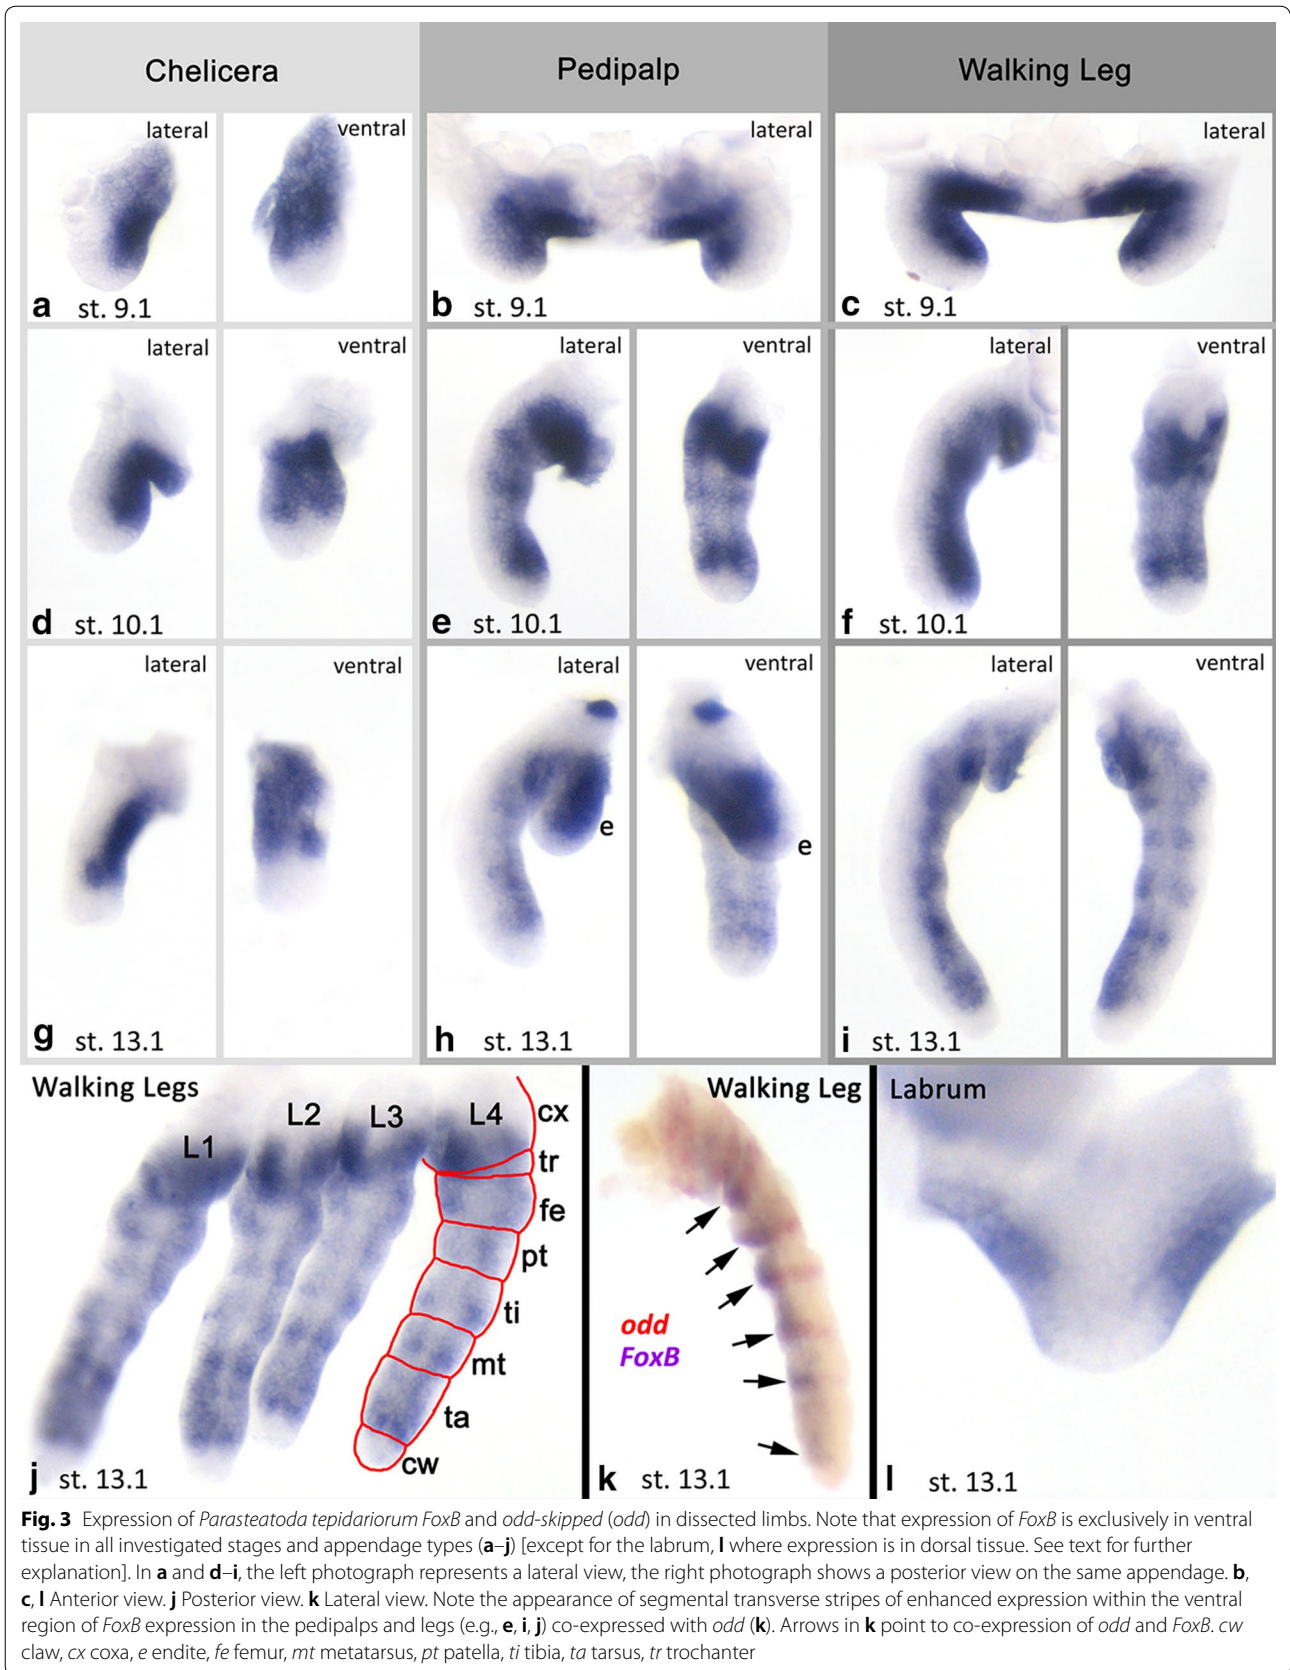 Chelicera
Pedipalp
Walking Leg
lateral
ventral
lateral
lateral
a st. 9.1
b st. 9.1
c st. 9.1
lateral
ventral
lateral
ventral
lateral
ventral
d st. 10.1
e st. 10.1
f st. 10.1
lateral
ventral
lateral
ventral
lateral
ventral
e
e
g st. 13.1
h st. 13.1
i st. 13.1
Walking Legs
L1
L2
L3
L4
cx
tr
fe
pt
ti
mt
ta
cw
j st. 13.1
Walking Leg
odd
FoxB
k st. 13.1
Labrum
l st. 13.1
Fig. 3 Expression of Parasteatoda tepidariorum FoxB and odd-skipped (odd) in dissected limbs. Note that expression of FoxB is exclusively in ventral
tissue in all investigated stages and appendage types (a–j) [except for the labrum, l where expression is in dorsal tissue. See text for further
explanation]. In a and d–i, the left photograph represents a lateral view, the right photograph shows a posterior view on the same appendage. b,
c, l Anterior view. j Posterior view. k Lateral view. Note the appearance of segmental transverse stripes of enhanced expression within the ventral
region of FoxB expression in the pedipalps and legs (e.g., e, i, j) co-expressed with odd (k). Arrows in k point to co-expression of odd and FoxB. cw
claw, cx coxa, e endite, fe femur, mt metatarsus, pt patella, ti tibia, ta tarsus, tr trochanter